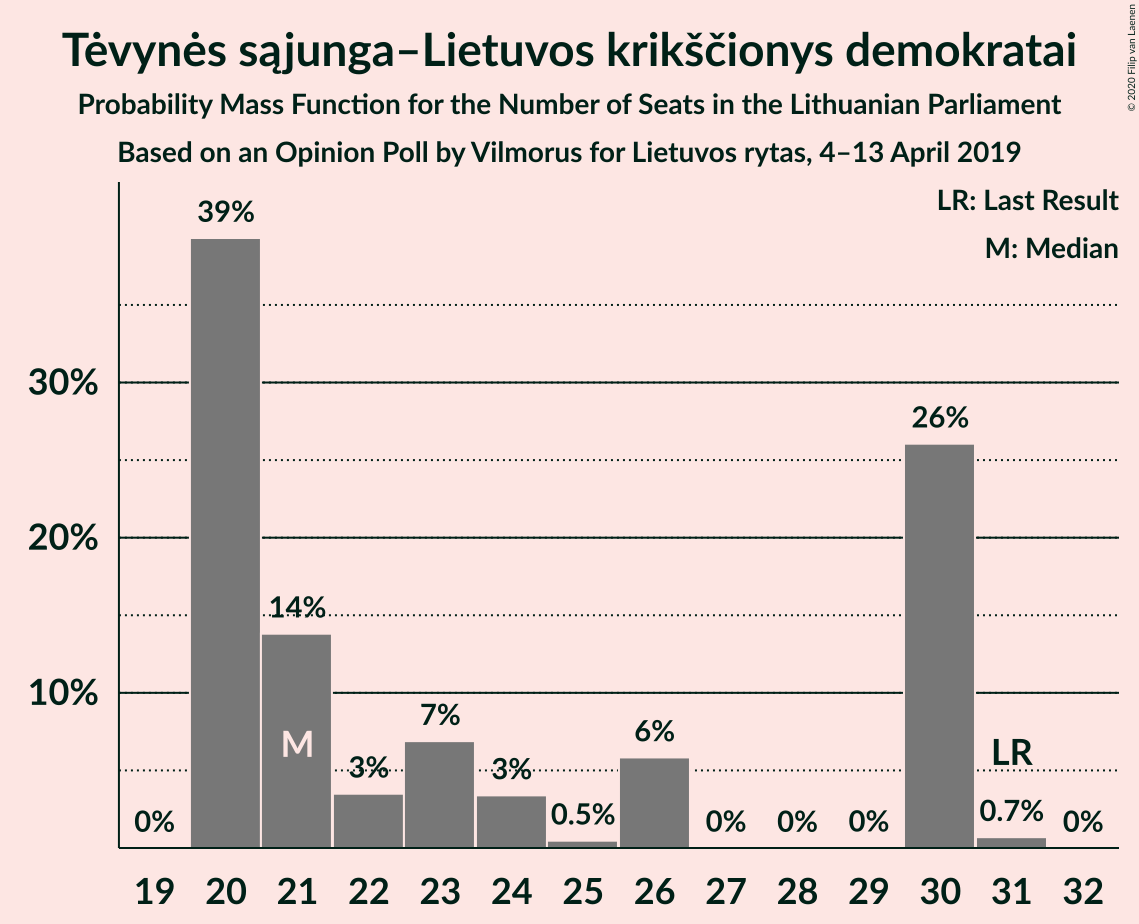 Tėvynės sąjunga–Lietuvos krikščionys demokratai
Probability Mass Function for the Number of Seats in the Lithuanian Parliament
Based on an Opinion Poll by Vilmorus for Lietuvos rytas, 4–13 April 2019
© 2020 Filip van Laenen
LR: Last Result
M: Median
39%
30%
26%
20%
14%
10%
7%
6%
M
LR
3%
3%
0.5%
0.7%
0%
0%
0%
0%
0%
19 20 21 22 23 24 25 26 27 28 29 30 31 32